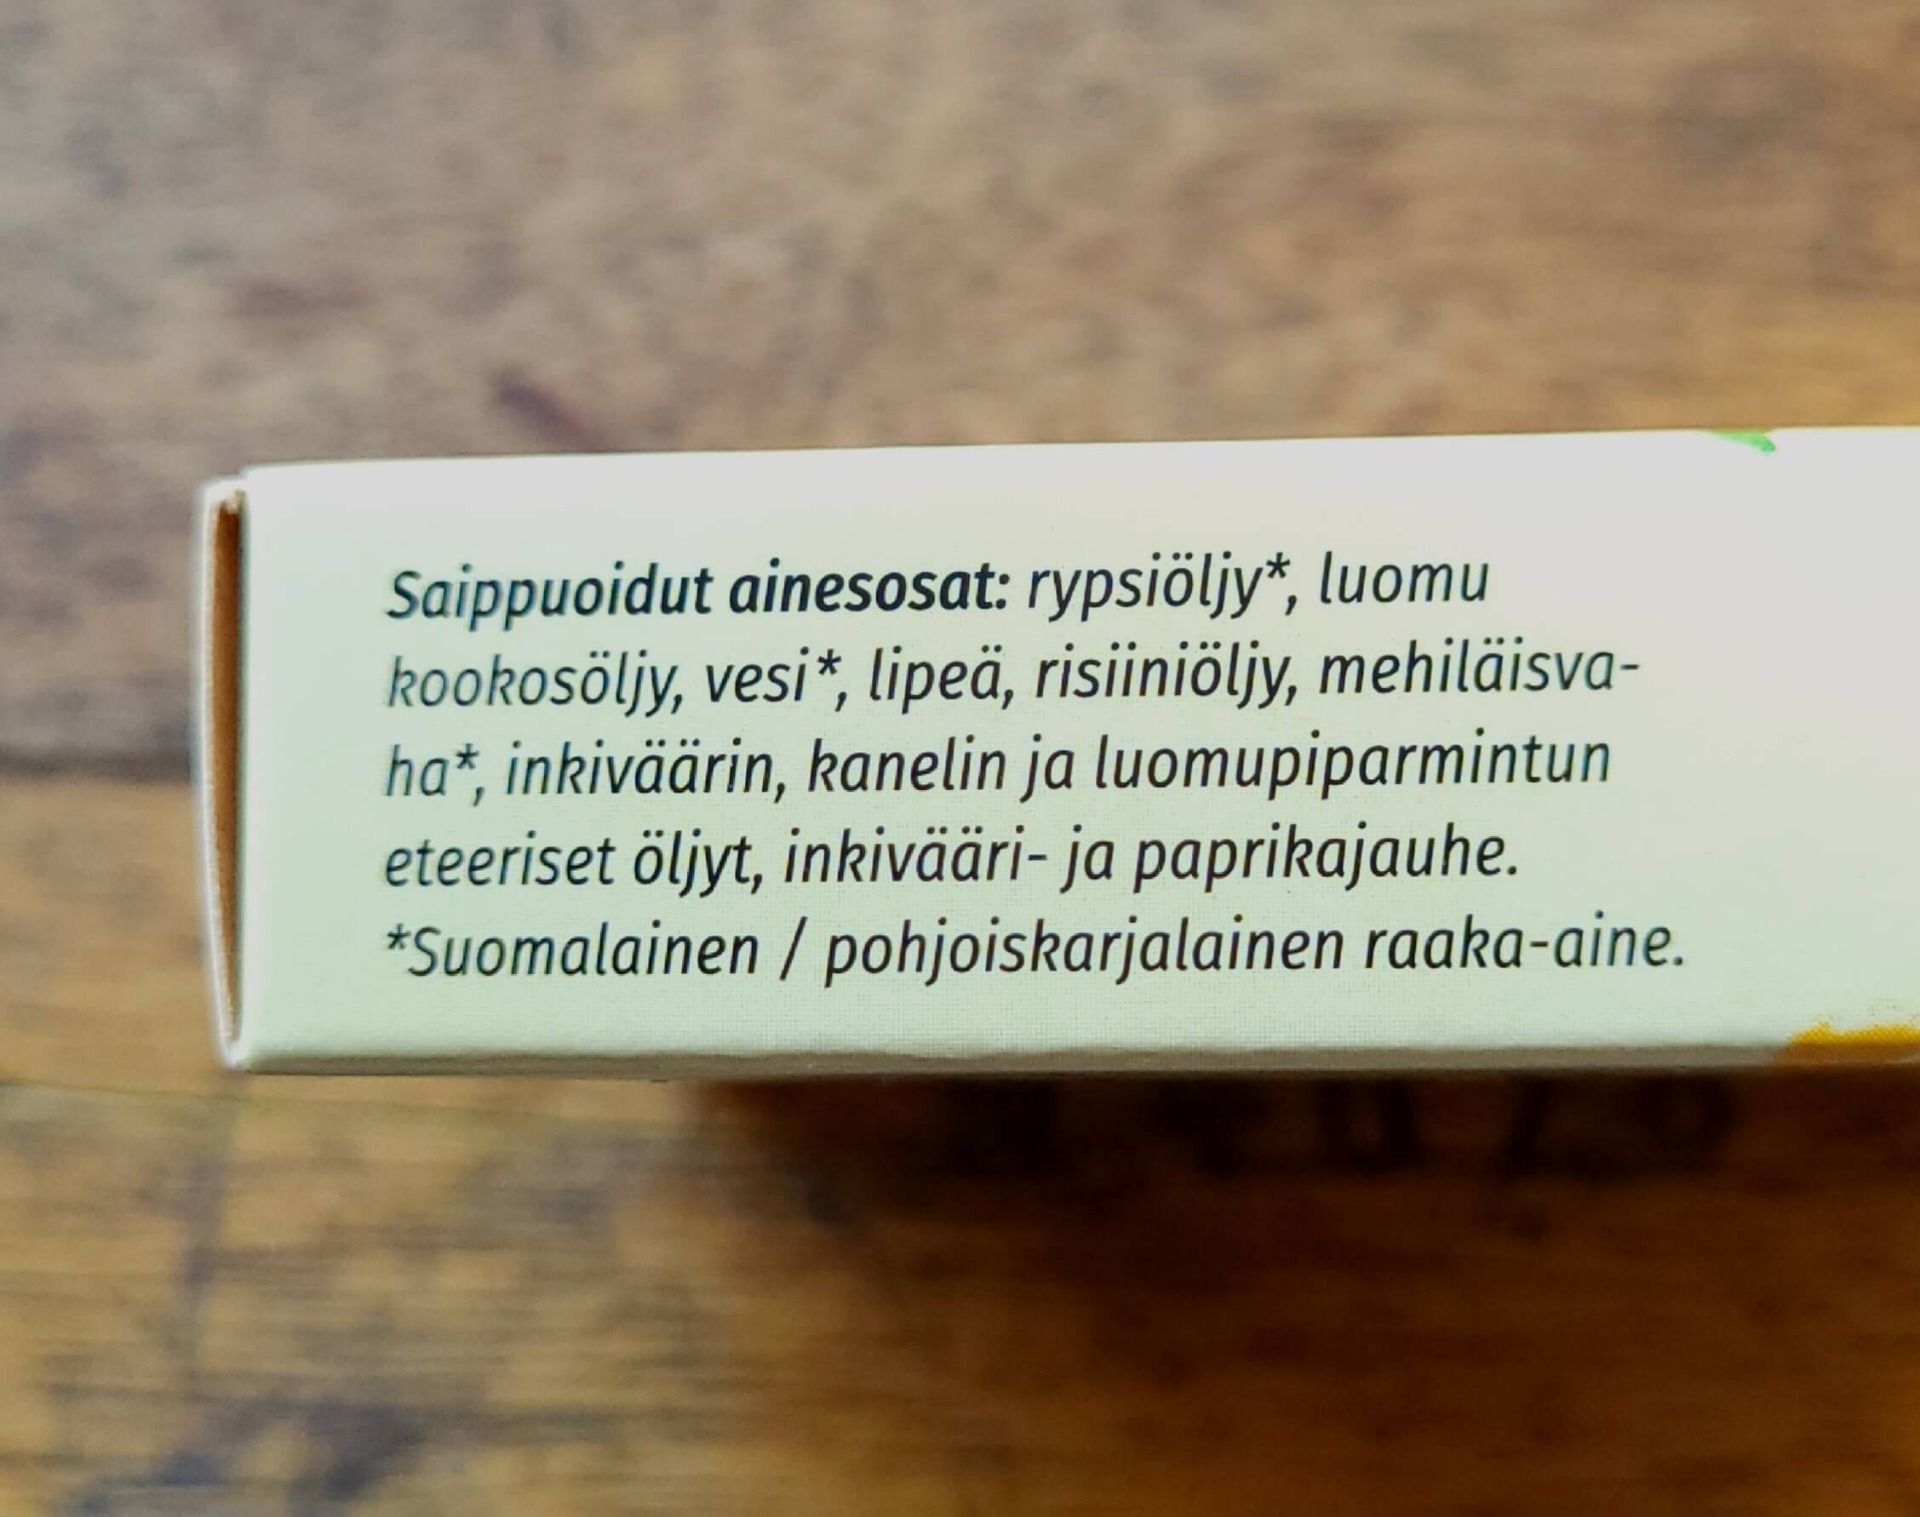 Saippuoidut ainesosat: rypsiöljy*, luomu
kookosöljy, vesi*, lipeä, risiiniöljy, mehiläisva-
ha*, inkiväärin, kanelin ja luomupiparmintun
eteeriset öljyt, inkivääri- ja paprikajauhe.
*Suomalainen / pohjoiskarjalainen raaka-aine.